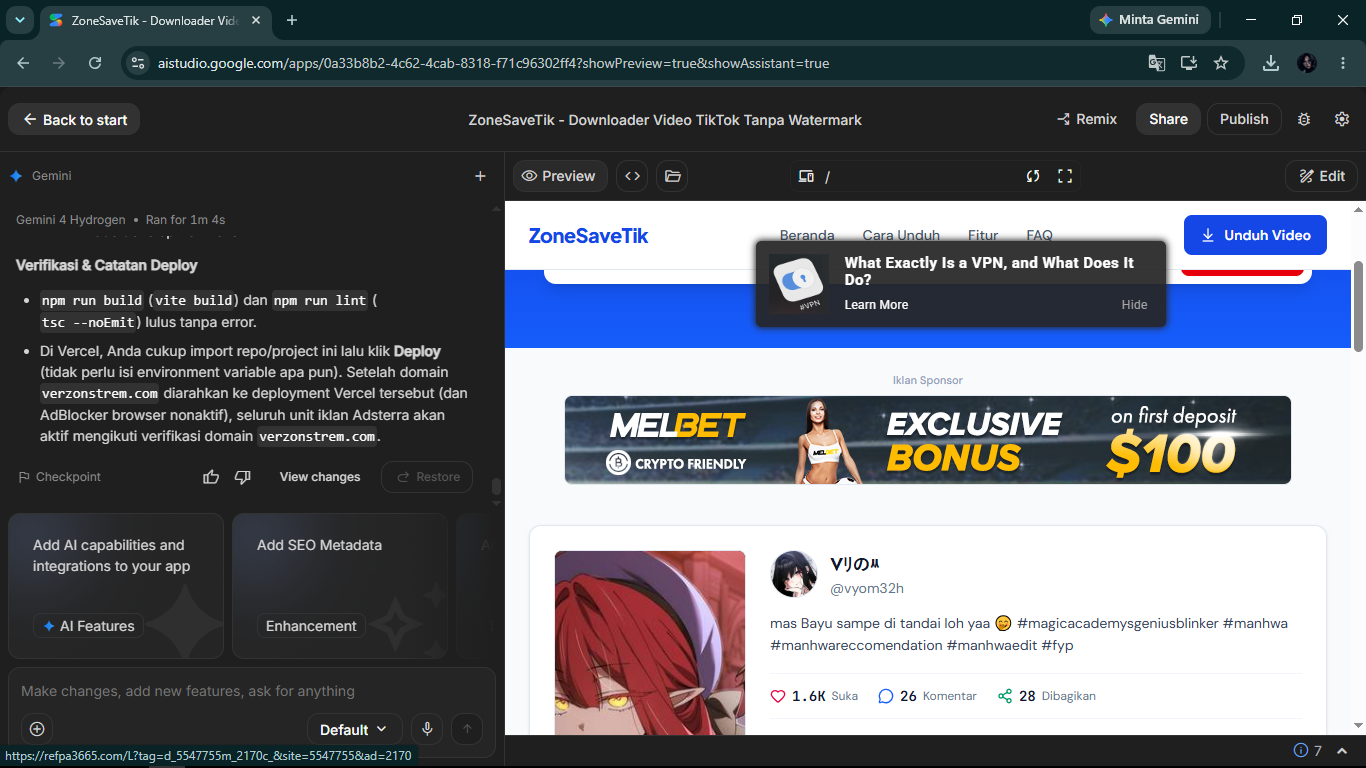 ZoneSaveTik - Downloader Vide
Minta Gemini
aistudio.google.com/apps/0a33b8b2-4c62-4cab-8318-f71c96302ff4?showPreview=true&showAssistant=true
Back to start
ZoneSaveTik - Downloader Video TikTok Tanpa Watermark
Remix
Share
Publish
Gemini
Gemini 4 Hydrogen • Ran for 1m 4s
Verifikasi & Catatan Deploy
• npm run build (vite build) dan npm run lint (
tsc --noEmit) lulus tanpa error.
• Di Vercel, Anda cukup import repo/project ini lalu klik Deploy
(tidak perlu isi environment variable apa pun). Setelah domain
verzonstrem.com diarahkan ke deployment Vercel tersebut (dan
AdBlocker browser nonaktif), seluruh unit iklan Adsterra akan
aktif mengikuti verifikasi domain verzonstrem.com.
Checkpoint
View changes
Restore
Add AI capabilities and
integrations to your app
AI Features
Add SEO Metadata
Enhancement
Make changes, add new features, ask for anything
Default
https://refpa3665.com/L?tag=d_5547755m_2170c_&site=5547755&ad=2170
Preview
/
Edit
ZoneSaveTik
Beranda
Cara Unduh
Fitur
FAQ
Unduh Video
What Exactly Is a VPN, and What Does It
Do?
#VPN
Learn More
Hide
Iklan Sponsor
MELBET
CRYPTO FRIENDLY
MELBET
EXCLUSIVE
BONUS
on first deposit
$100
Vリのﾒ
@vyom32h
mas Bayu sampe di tandai loh yaa 😄 #magicacademysgeniusblinker #manhwa
#manhwareccomendation #manhwaedit #fyp
1.6K Suka
26 Komentar
28 Dibagikan
7